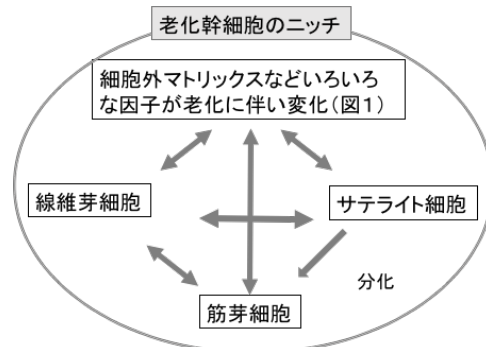 老化幹細胞のニッチ
細胞外マトリックスなどいろいろ
な因子が老化に伴い変化(図1)
線維芽細胞
サテライト細胞
分化
筋芽細胞